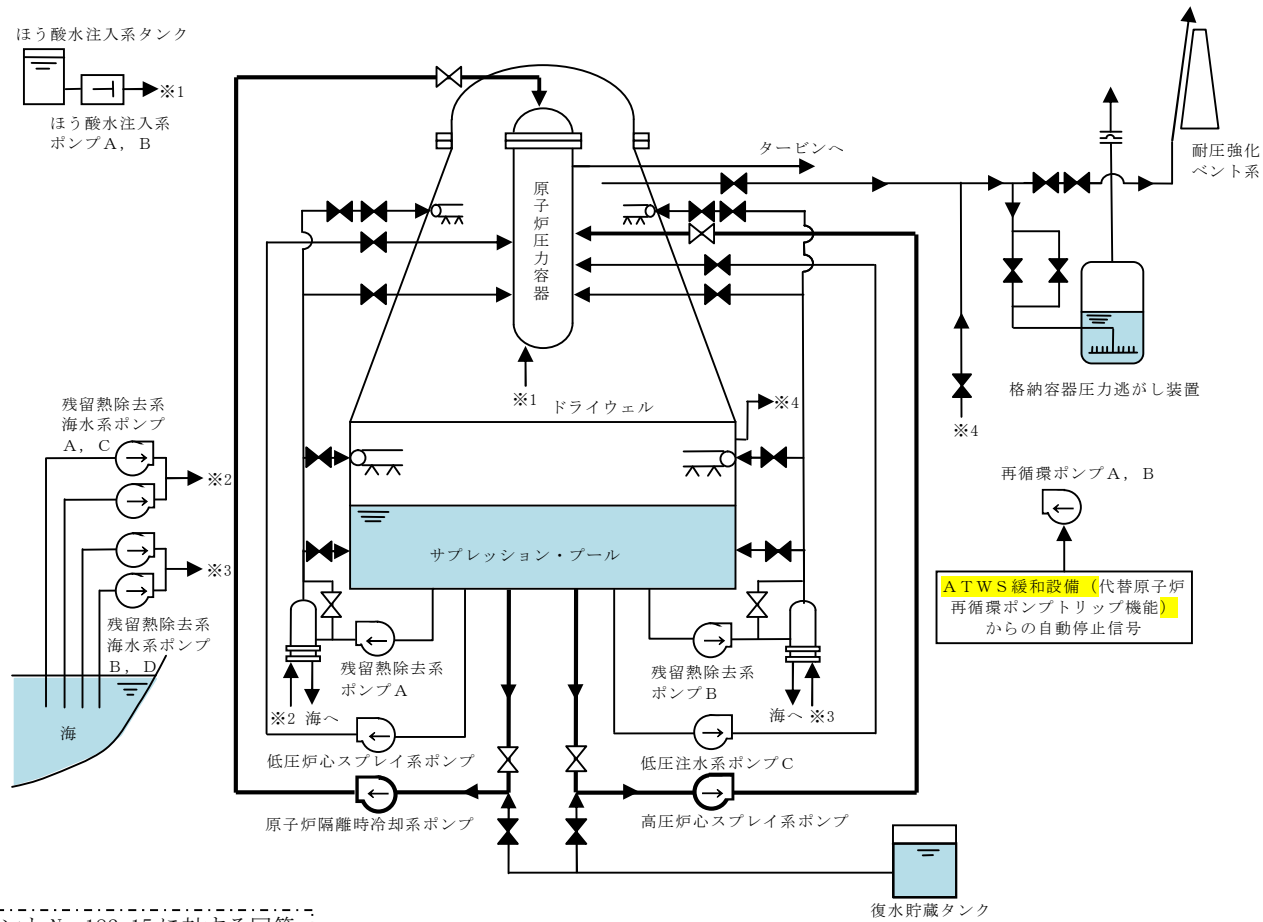 ほう酸水注入系タンク
※1
ほう酸水注入系
ポンプA，B
タービンへ
耐圧強化
ベント系
原子炉圧力容器
※1
ドライウェル
※4
格納容器圧力逃がし装置
※4
残留熱除去系
海水系ポンプ
A，C
※2
※3
残留熱除去系
海水系ポンプ
B，D
海
サプレッション・プール
再循環ポンプA，B
ATWS緩和設備（代替原子炉
再循環ポンプトリップ機能）
からの自動停止信号
残留熱除去系
ポンプA
※2 海へ
残留熱除去系
ポンプB
海へ ※3
低圧炉心スプレイ系ポンプ
低圧注水系ポンプC
原子炉隔離時冷却系ポンプ
高圧炉心スプレイ系ポンプ
復水貯蔵タンク